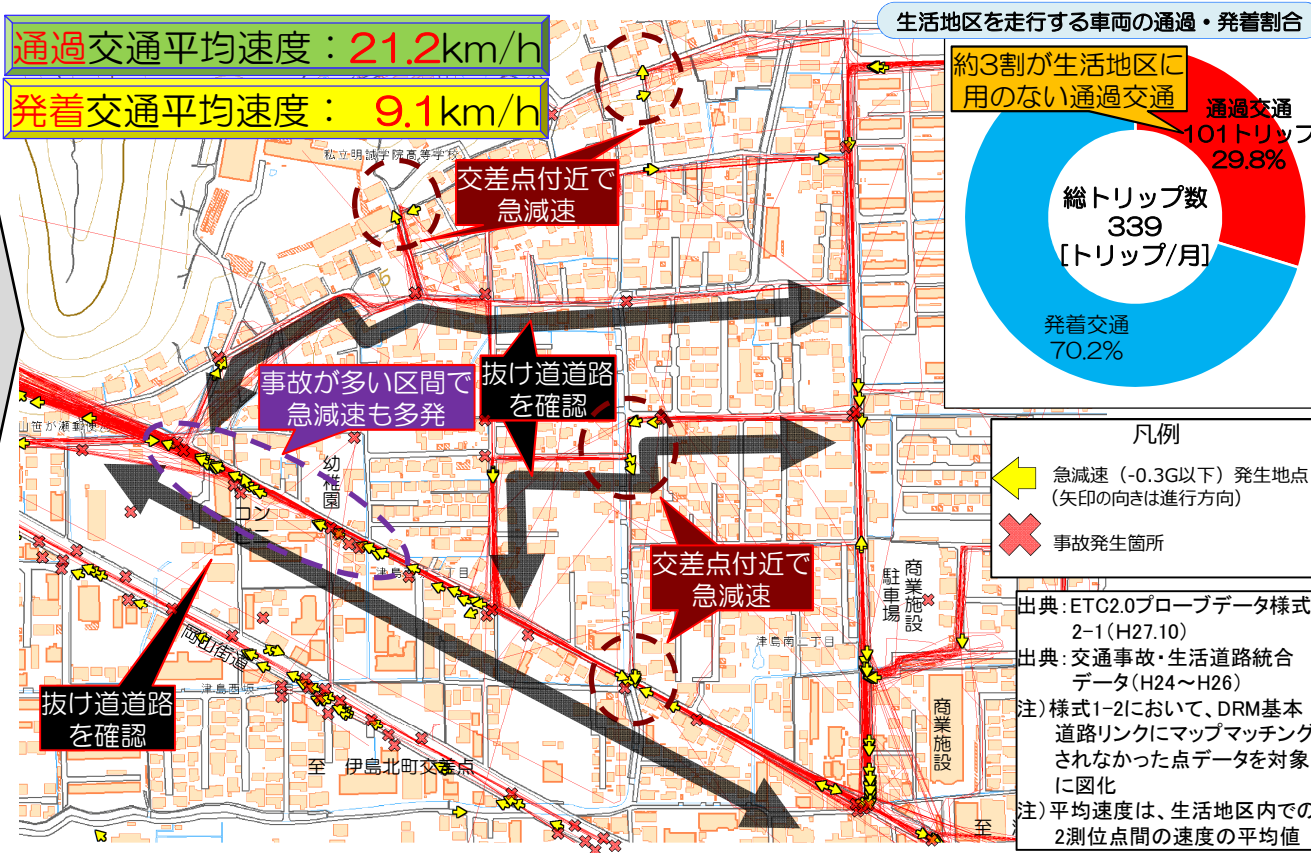 通過交通平均速度：21.2km/h
発着交通平均速度： 9.1km/h
生活地区を走行する車両の通過・発着割合
約3割が生活地区に
用のない通過交通
通過交通
101トリップ
29.8%
総トリップ数
339
[トリップ/月]
発着交通
70.2%
私立明誠学院高等学校
交差点付近で
急減速
事故が多い区間で
急減速も多発
抜け道道路
を確認
幼稚園
コン
津島南二丁目
交差点付近で
急減速
商業施設
駐車場
商業施設
岡山街道
津島西坂
抜け道道路
を確認
至 伊島北町交差点
至
凡例
急減速（-0.3G以下）発生地点
（矢印の向きは進行方向）
事故発生箇所
出典：ETC2.0プローブデータ様式
2-1(H27.10)
出典：交通事故・生活道路統合
データ(H24～H26)
注）様式1-2において、DRM基本
道路リンクにマップマッチング
されなかった点データを対象
に図化
注）平均速度は、生活地区内での
2測位点間の速度の平均値